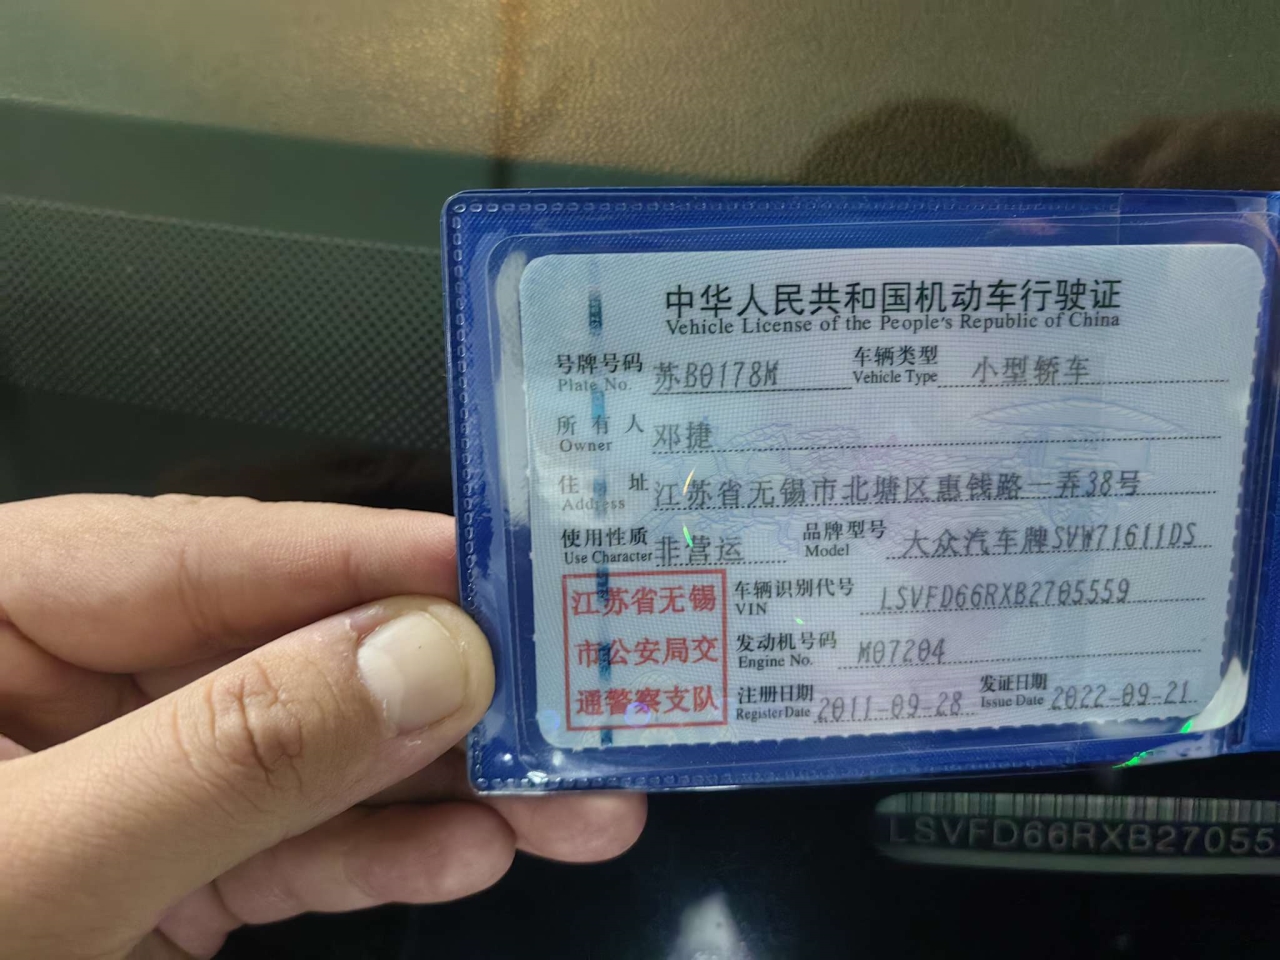 中华人民共和国机动车行驶证
Vehicle License of the People's Republic of China
号牌号码 苏B0178M 车辆类型 小型轿车
Plate No. Vehicle Type
所有人 邓捷
Owner
住址 江苏省无锡市北塘区惠钱路一弄38号
Address
使用性质 非营运 品牌型号 大众汽车牌SVW71611DS
Use Character Model
江苏省无锡
市公安局交
通警察支队
车辆识别代号 LSVFD66RXB2705559
VIN
发动机号码 M07204
Engine No.
注册日期 2011-09-28 发证日期 2022-09-21
Register Date Issue Date
LSVFD66RXB27055